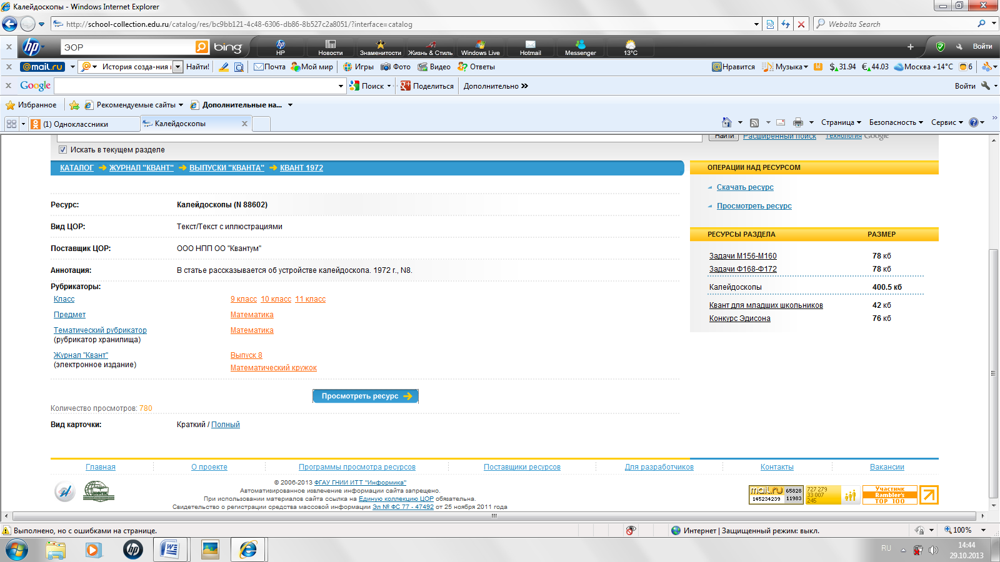 Калейдоскопы - Windows Internet Explorer
http://school-collection.edu.ru/catalog/res/bc9bb121-4c48-6306-db86-8b527c2a8051/?interface=catalog
Webalta Search
x hp ЭОР bing HP Новости Знаменитости Жизнь & Стиль Windows Live Hotmail Messenger 13°C + Войти
x @mail.ru История созда-ния Найти! Почта Мой мир Игры Фото Видео Ответы Нравится Музыка $ 31.94 € 44.03 Москва +14°C 6
x Google Поиск Поделиться Дополнительно Войти
Избранное Рекомендуемые сайты Дополнительные на...
(1) Одноклассники Калейдоскопы x Страница Безопасность Сервис
Найти Расширенный поиск Технология Google
Искать в текущем разделе
КАТАЛОГ ЖУРНАЛ "КВАНТ" ВЫПУСКИ "КВАНТА" КВАНТ 1972
Ресурс: Калейдоскопы (N 88602)
Вид ЦОР: Текст/Текст с иллюстрациями
Поставщик ЦОР: ООО НПП ОО "Квантум"
Аннотация: В статье рассказывается об устройстве калейдоскопа. 1972 г., N8.
Рубрикаторы:
Класс 9 класс 10 класс 11 класс
Предмет Математика
Тематический рубрикатор Математика
(рубрикатор хранилища)
Журнал "Квант" Выпуск 8
(электронное издание) Математический кружок
Просмотреть ресурс
Количество просмотров: 780
Вид карточки: Краткий / Полный
ОПЕРАЦИИ НАД РЕСУРСОМ
Скачать ресурс
Просмотреть ресурс
РЕСУРСЫ РАЗДЕЛА РАЗМЕР
Задачи М156-М160 78 кб
Задачи Ф168-Ф172 78 кб
Калейдоскопы 400.5 кб
Квант для младших школьников 42 кб
Конкурс Эдисона 76 кб
Главная О проекте Программы просмотра ресурсов Поставщики ресурсов Для разработчиков Контакты Вакансии
© 2006-2013 ФГАУ ГНИИ ИТТ "Информика"
Автоматизированное извлечение информации сайта запрещено.
При использовании материалов сайта ссылка на Единую коллекцию ЦОР обязательна.
Свидетельство о регистрации средства массовой информации Эл № ФС 77 - 47492 от 25 ноября 2011 года
НФПК
mail.ru 65828
145234239 11983
727 279
33 007
245
Участник
Rambler's
TOP 100
Выполнено, но с ошибками на странице. Интернет | Защищенный режим: выкл. 100%
RU 14:44
29.10.2013